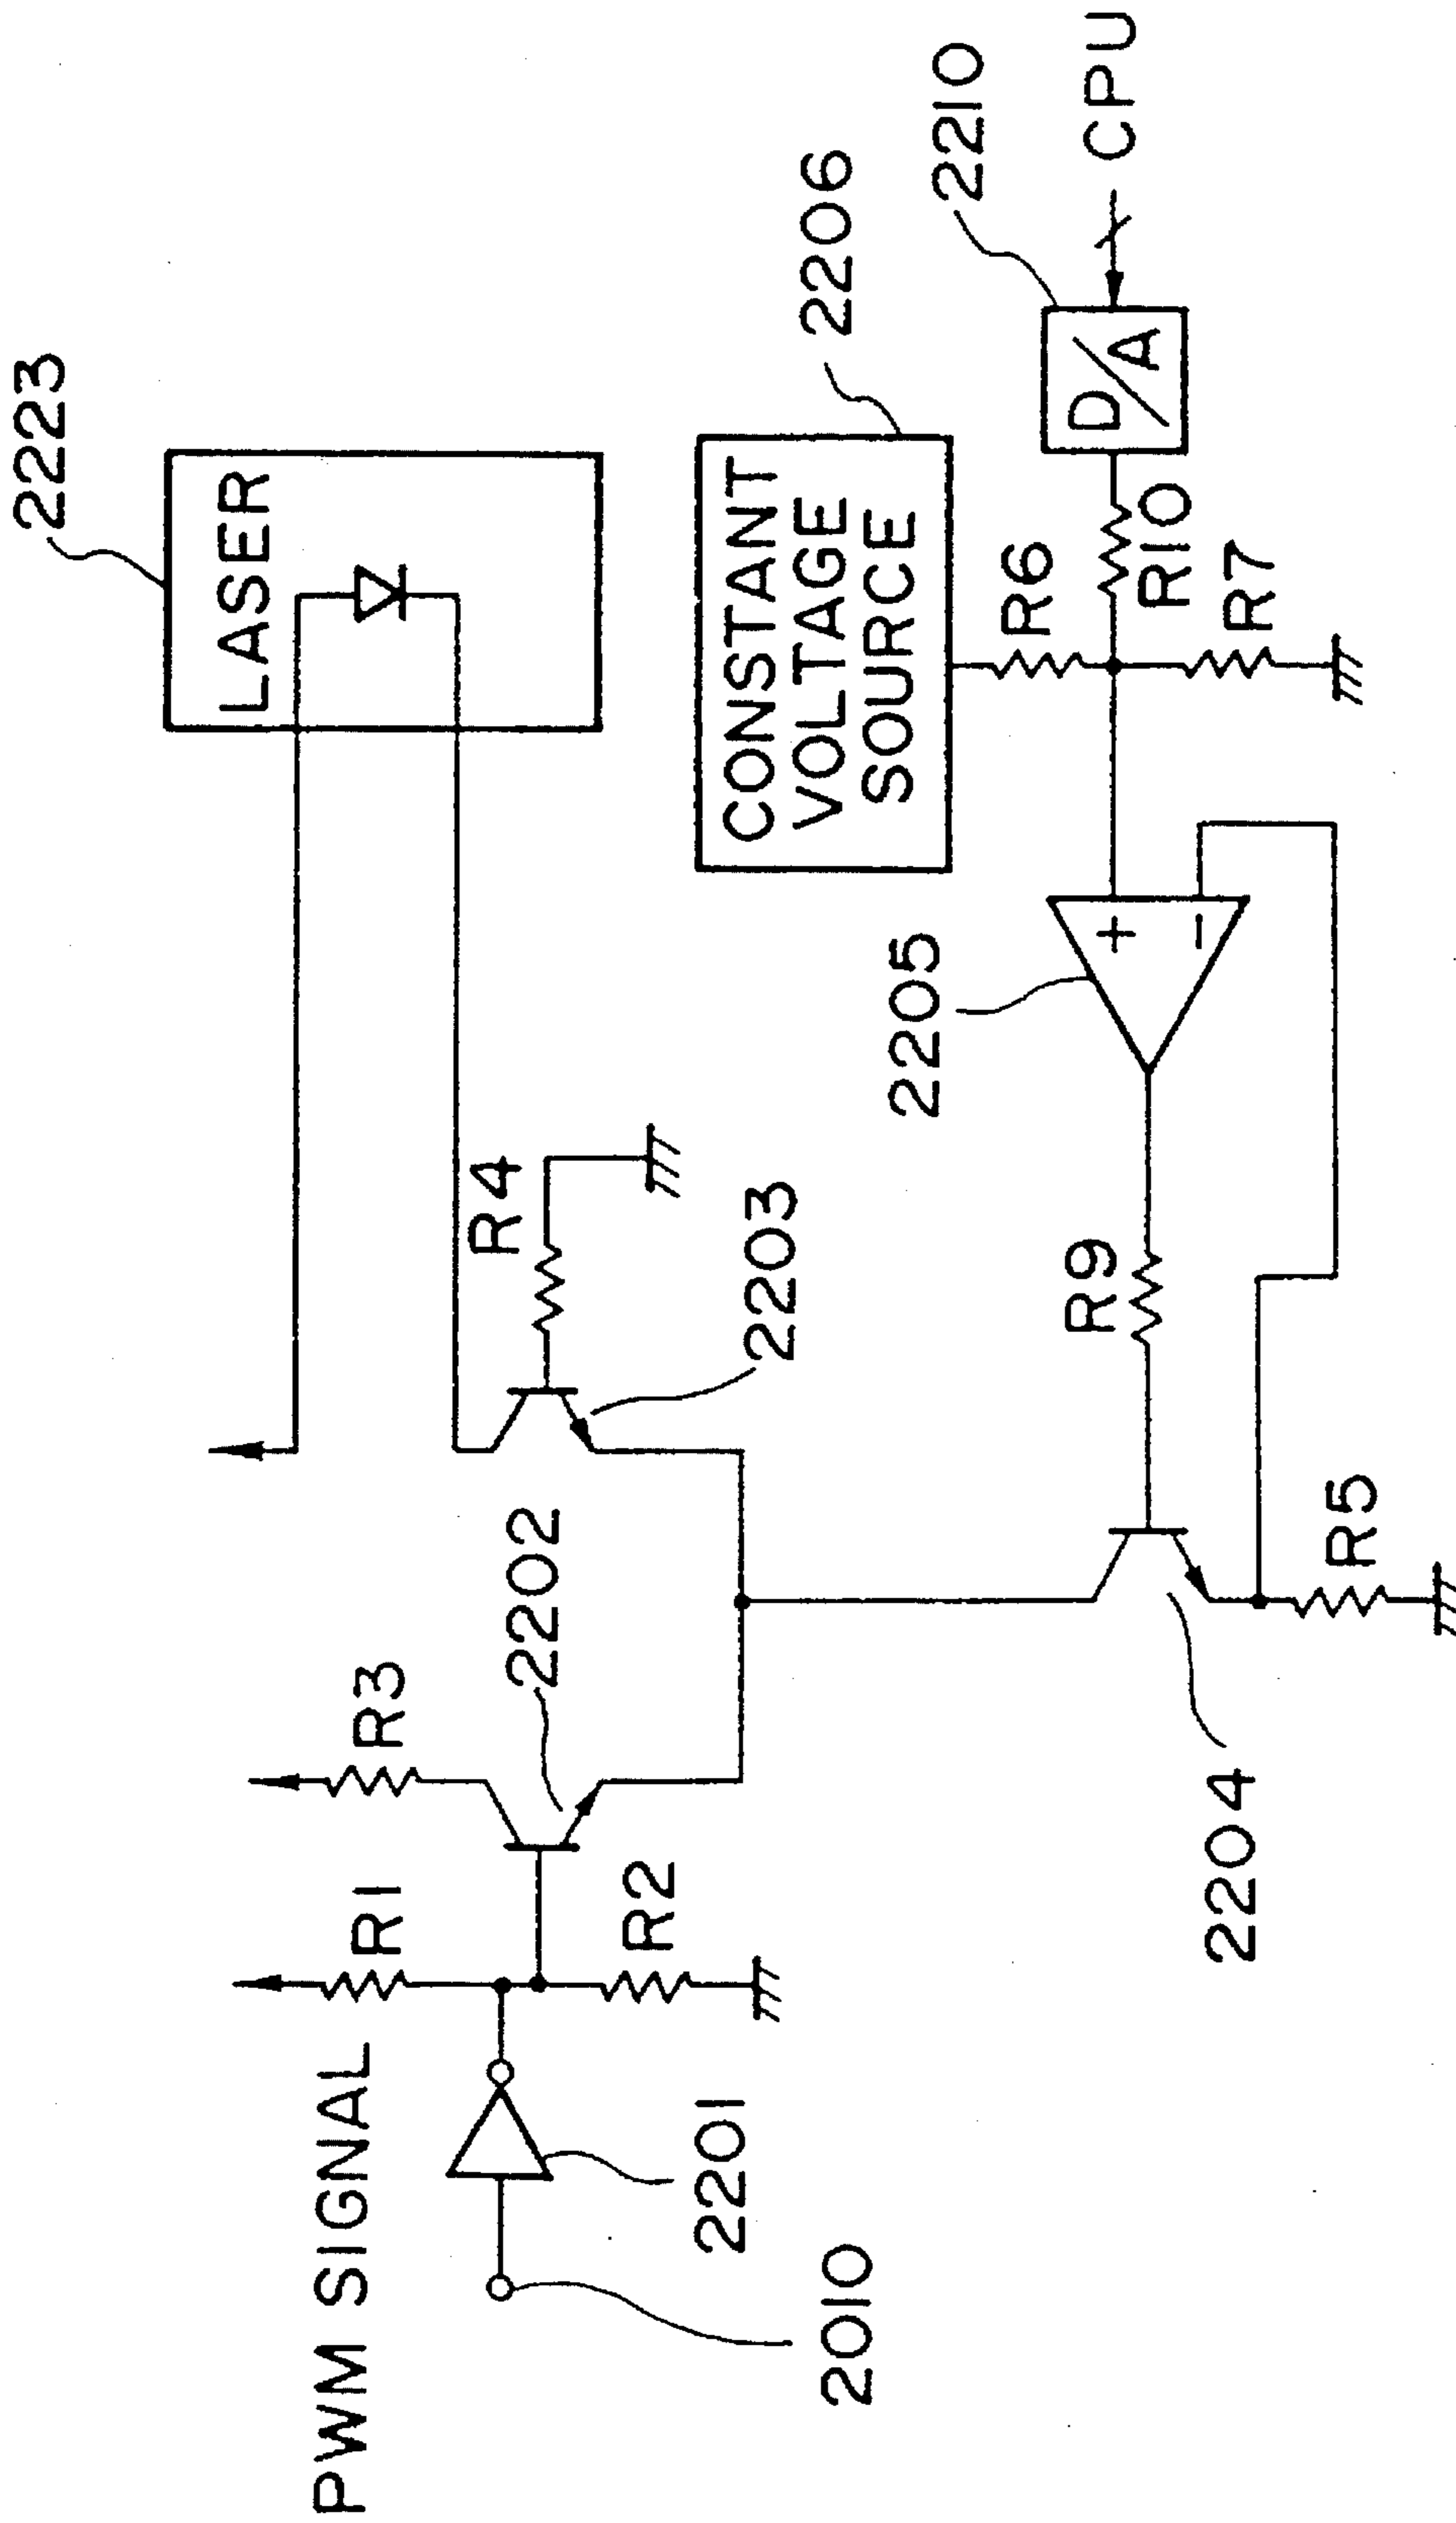 PWM SIGNAL
2010
2201
R1
R2
R3
2202
2203
R4
2223
LASER
2204
R5
R9
2205
+
−
CONSTANT
VOLTAGE
SOURCE
2206
R6
R10
R7
D/A
2210
CPU